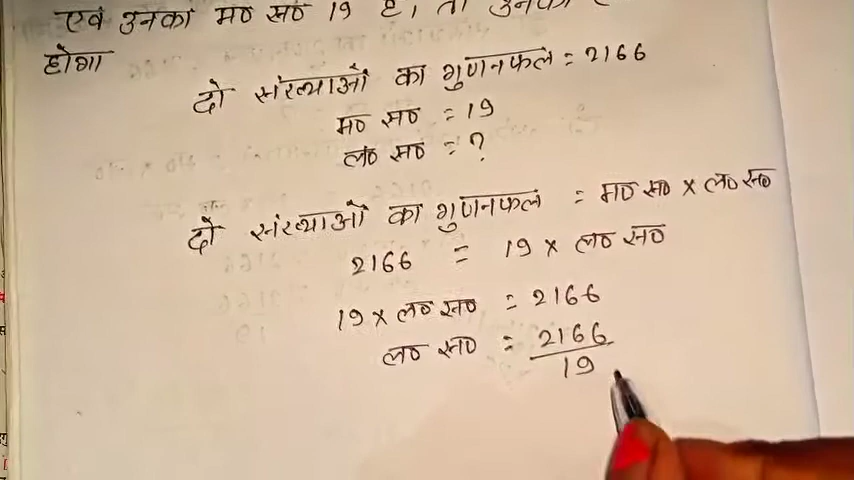 एवं उनका म० स० 19 है, तो उनका
होगा
दो संख्याओं का गुणनफल = 2166
म० स० = 19
ल० स० = ?
दो संख्याओं का गुणनफल = म० स० × ल० स०
2166 = 19 × ल० स०
19 × ल० स० = 2166
ल० स० = 2166
19